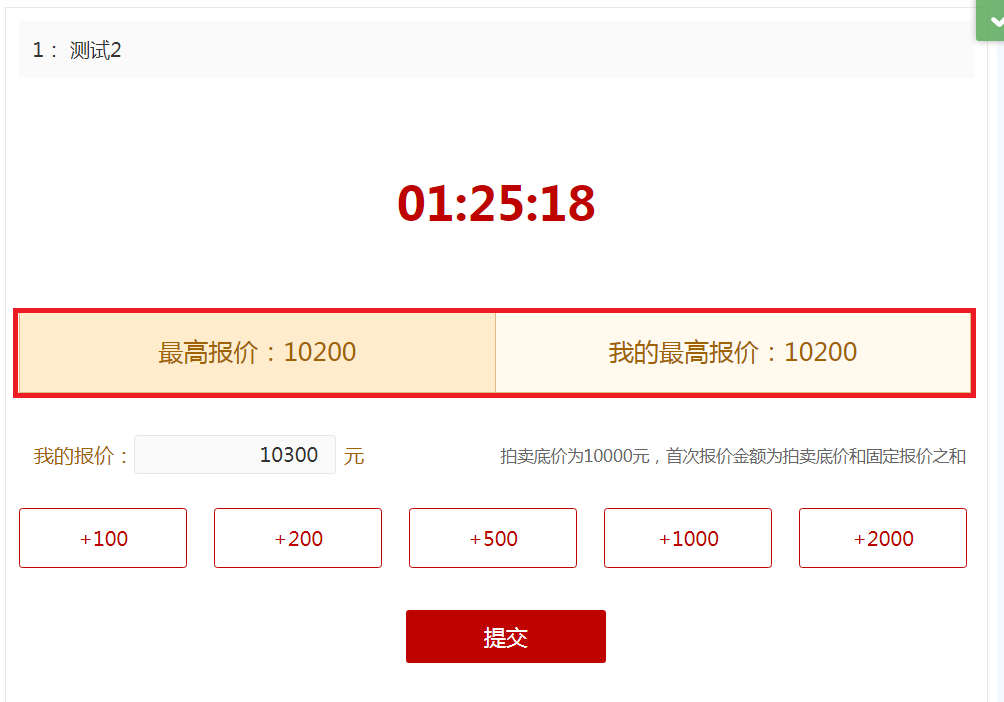 1： 测试2
01:25:18
最高报价：10200 我的最高报价：10200
我的报价： 10300 元 拍卖底价为10000元，首次报价金额为拍卖底价和固定报价之和
+100 +200 +500 +1000 +2000
提交